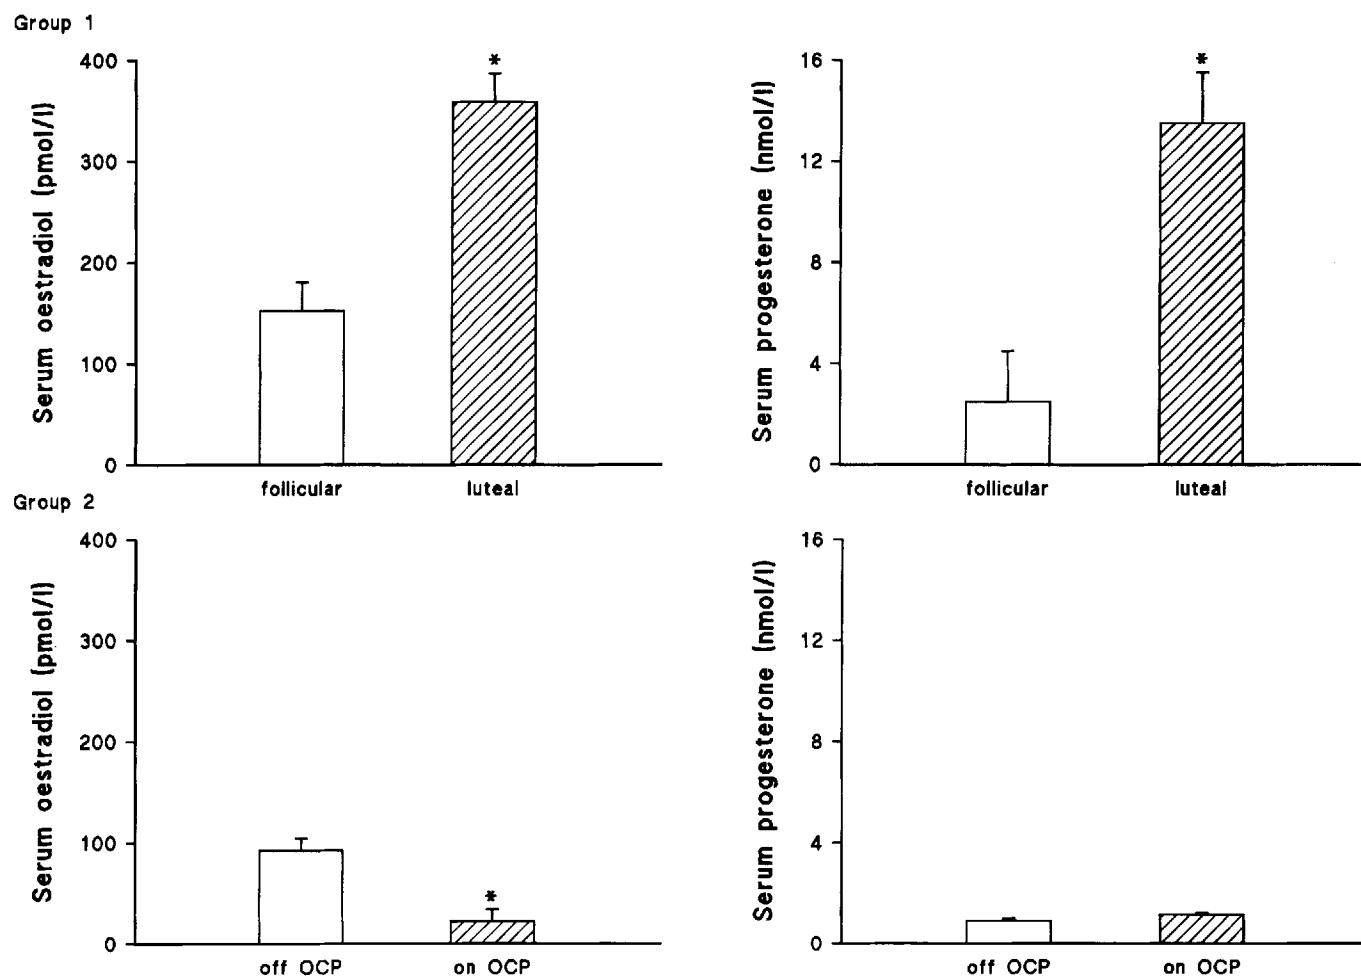 Group 1
Serum oestradiol (pmol/l)
400
300
200
100
0
*
follicular
luteal
Serum progesterone (nmol/l)
16
12
8
4
0
*
follicular
luteal
Group 2
Serum oestradiol (pmol/l)
400
300
200
100
0
*
off OCP
on OCP
Serum progesterone (nmol/l)
16
12
8
4
0
off OCP
on OCP